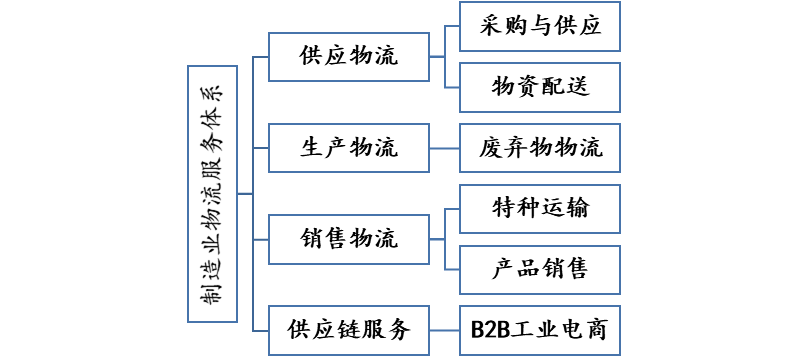 制造业物流服务体系
供应物流
采购与供应
物资配送
生产物流
废弃物物流
销售物流
特种运输
产品销售
供应链服务
B2B工业电商